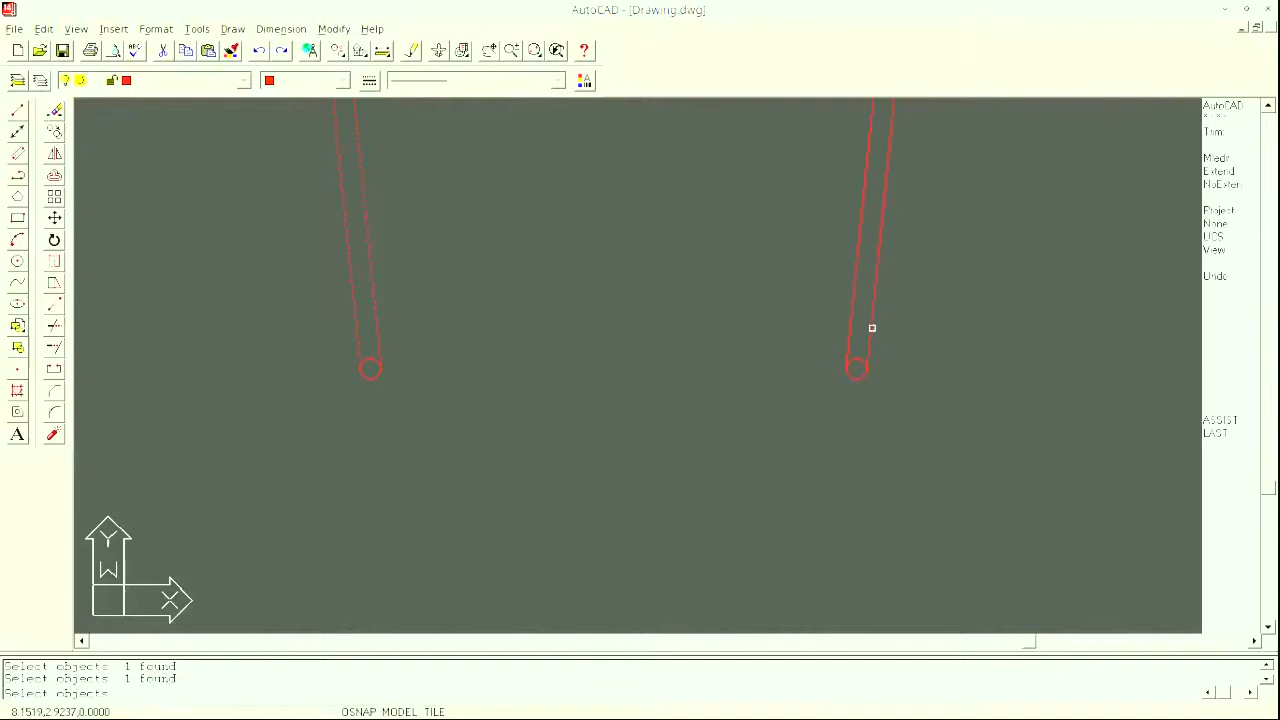 AutoCAD - [Drawing.dwg]
File Edit View Insert Format Tools Draw Dimension Modify Help
AutoCAD
* * * *
Trim:
Mledr
Extend
NoExten
Project
None
UCS
View
Undo
ASSIST
LAST
A
Y
W
X
Select objects 1 found
Select objects 1 found
Select objects
8.1519,2.9237,0.0000 OSNAP MODEL TILE